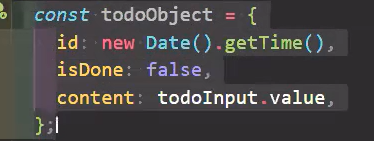 const todoObject = {
id: new Date().getTime(),
isDone: false,
content: todoInput.value,
};